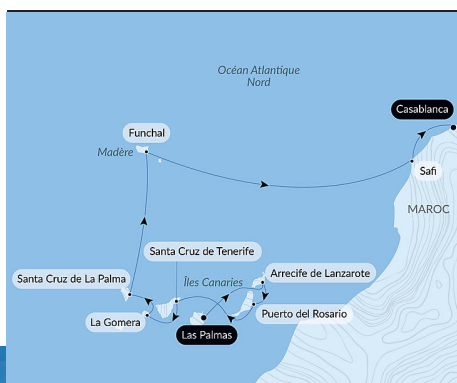 Océan Atlantique
Nord
Casablanca
Funchal
Madère
Safi
MAROC
Santa Cruz de Tenerife
Îles Canaries
Arrecife de Lanzarote
Santa Cruz de La Palma
Puerto del Rosario
La Gomera
Las Palmas